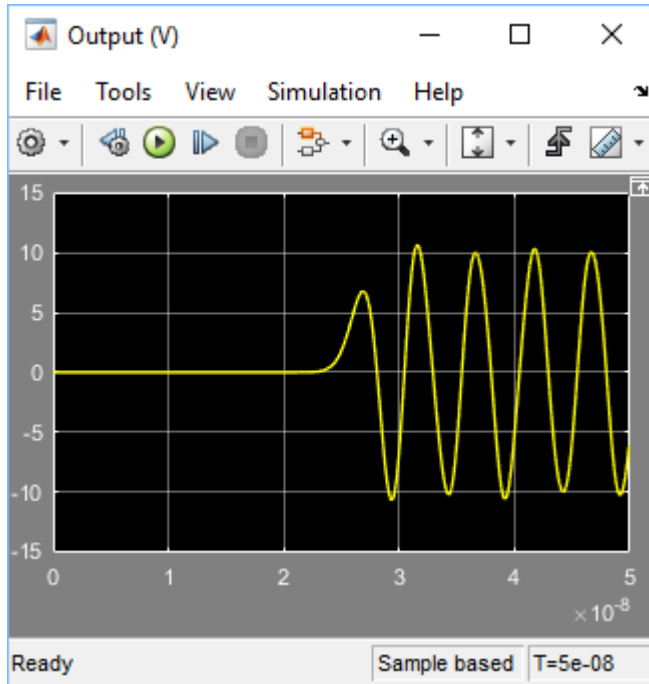 Output (V)
File Tools View Simulation Help
15
10
5
0
-5
-10
-15
0 1 2 3 4 5
×10-8
Ready Sample based T=5e-08